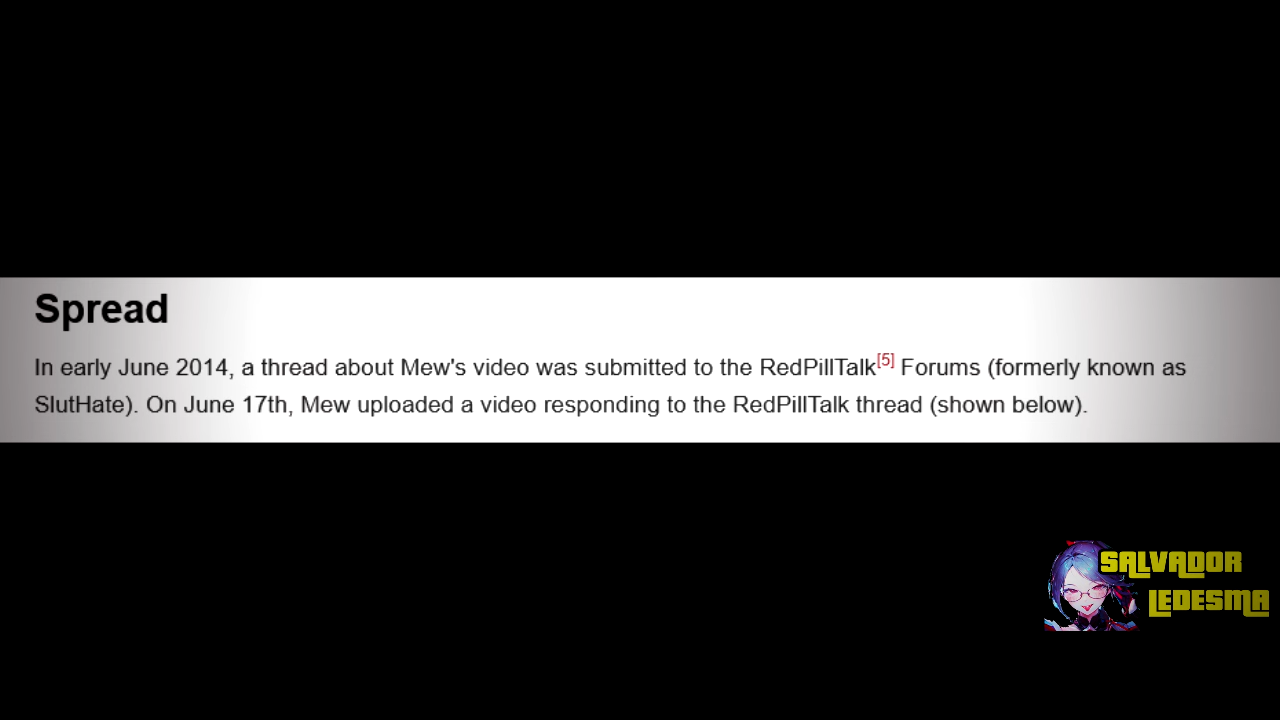 Spread
In early June 2014, a thread about Mew's video was submitted to the RedPillTalk[5] Forums (formerly known as
SlutHate). On June 17th, Mew uploaded a video responding to the RedPillTalk thread (shown below).
SALVADOR
LEDESMA